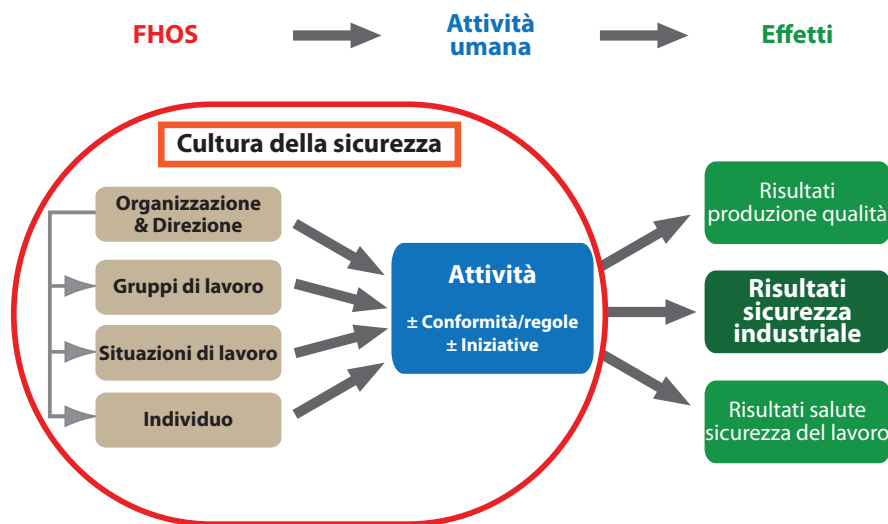 FHOS
Attività
umana
Effetti
Cultura della sicurezza
Organizzazione
& Direzione
Gruppi di lavoro
Situazioni di lavoro
Individuo
Attività
± Conformità/regole
± Iniziative
Risultati
produzione qualità
Risultati
sicurezza
industriale
Risultati salute
sicurezza del lavoro